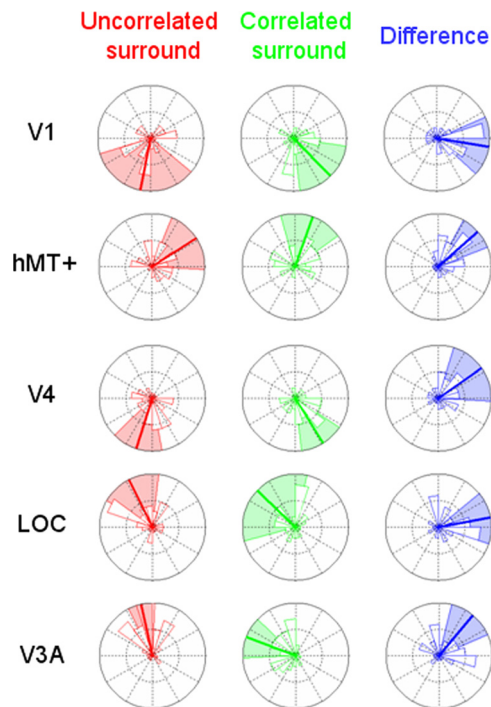 Uncorrelated surround
Correlated surround
Difference
V1
hMT+
V4
LOC
V3A